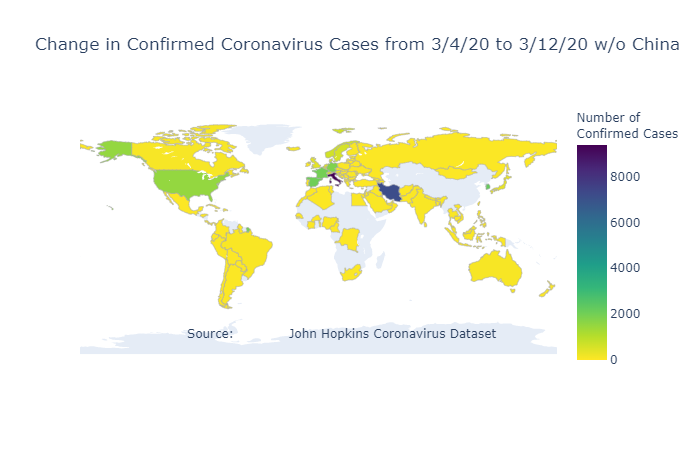 Change in Confirmed Coronavirus Cases from 3/4/20 to 3/12/20 w/o China
Number of
Confirmed Cases
8000
6000
4000
2000
0
Source: John Hopkins Coronavirus Dataset